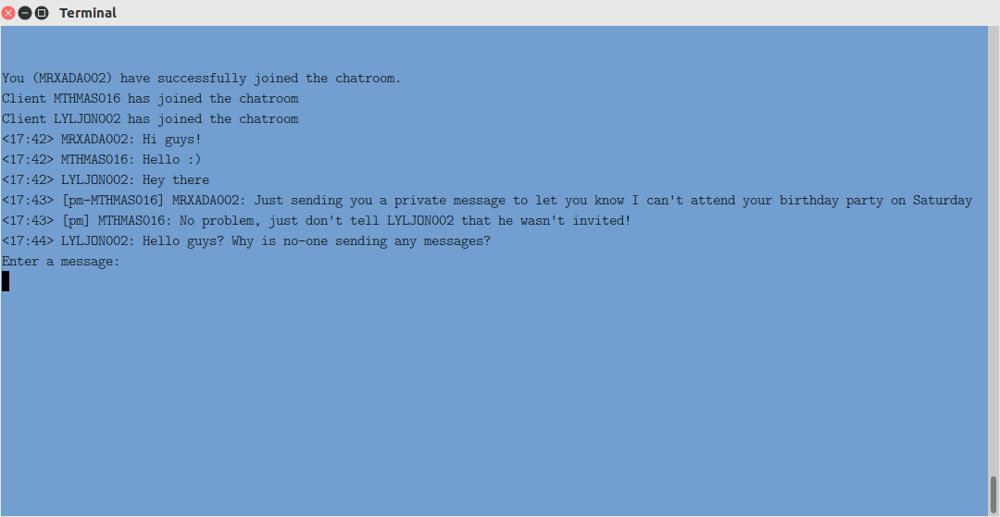 Terminal
You (MRXADA002) have successfully joined the chatroom.
Client MTHMAS016 has joined the chatroom
Client LYLJON002 has joined the chatroom
<17:42> MRXADA002: Hi guys!
<17:42> MTHMAS016: Hello :)
<17:42> LYLJON002: Hey there
<17:43> [pm-MTHMAS016] MRXADA002: Just sending you a private message to let you know I can't attend your birthday party on Saturday
<17:43> [pm] MTHMAS016: No problem, just don't tell LYLJON002 that he wasn't invited!
<17:44> LYLJON002: Hello guys? Why is no-one sending any messages?
Enter a message: